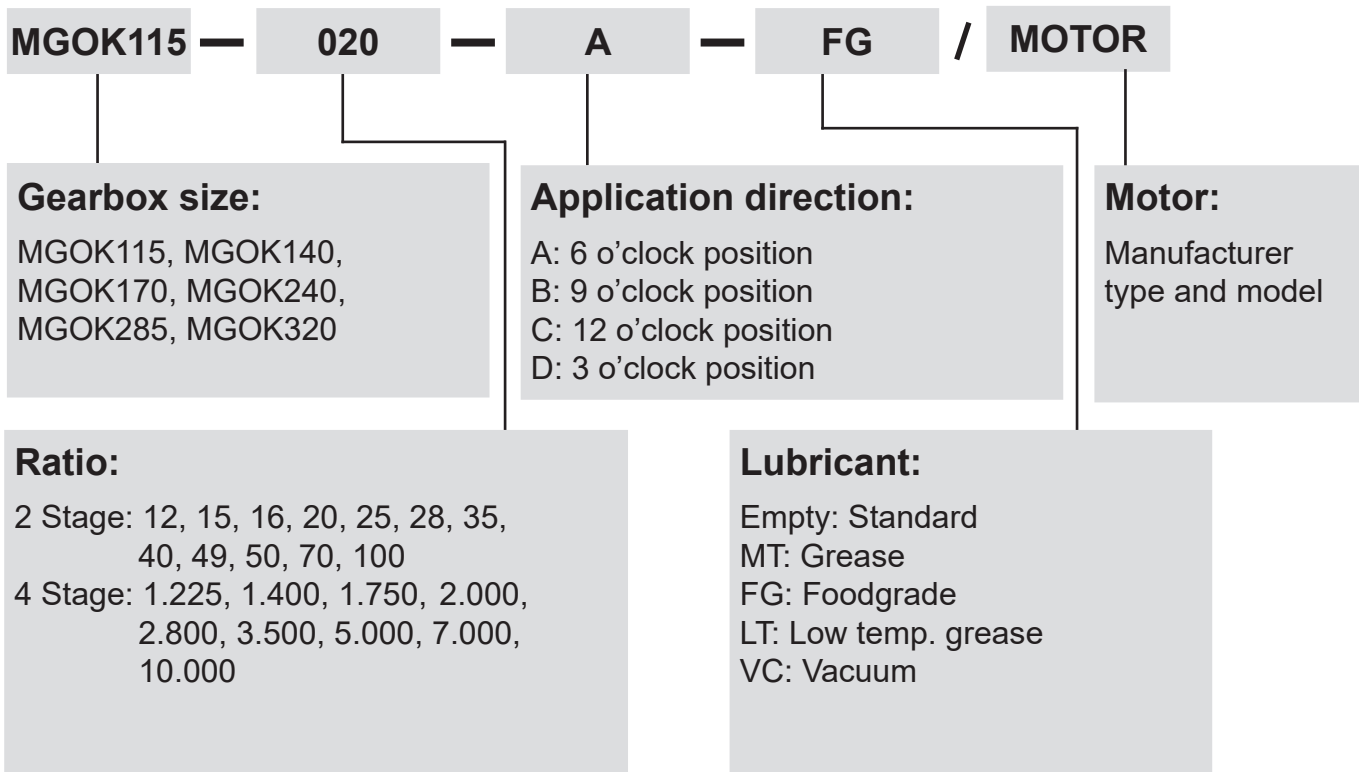 MGOK115 — 020 — A — FG / MOTOR
Gearbox size:
MGOK115, MGOK140,
MGOK170, MGOK240,
MGOK285, MGOK320
Application direction:
A: 6 o’clock position
B: 9 o’clock position
C: 12 o’clock position
D: 3 o’clock position
Motor:
Manufacturer
type and model
Ratio:
2 Stage: 12, 15, 16, 20, 25, 28, 35,
40, 49, 50, 70, 100
4 Stage: 1.225, 1.400, 1.750, 2.000,
2.800, 3.500, 5.000, 7.000,
10.000
Lubricant:
Empty: Standard
MT: Grease
FG: Foodgrade
LT: Low temp. grease
VC: Vacuum